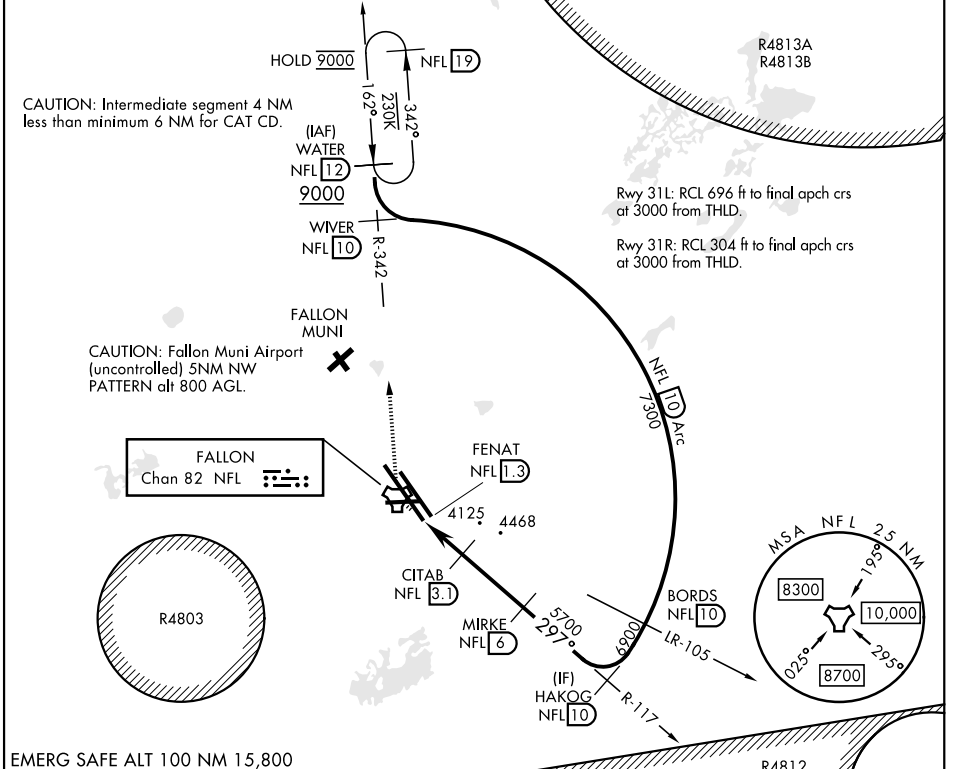 R4813A
R4813B
HOLD 9000
NFL 19
162°
230K
342°
CAUTION: Intermediate segment 4 NM
less than minimum 6 NM for CAT CD.
(IAF)
WATER
NFL 12
9000
Rwy 31L: RCL 696 ft to final apch crs
at 3000 from THLD.
Rwy 31R: RCL 304 ft to final apch crs
at 3000 from THLD.
WIVER
NFL 10
R-342
FALLON
MUNI
CAUTION: Fallon Muni Airport
(uncontrolled) 5NM NW
PATTERN alt 800 AGL.
NFL 10 Arc
7300
FALLON
Chan 82 NFL
FENAT
NFL 1.3
4125
4468
CITAB
NFL 3.1
MIRKE
NFL 6
5700
297°
6900
BORDS
NFL 10
LR-105
(IF)
HAKOG
NFL 10
R-117
R4803
MSA NFL 25 NM
195°
8300
10,000
025°
295°
8700
EMERG SAFE ALT 100 NM 15,800
R4812